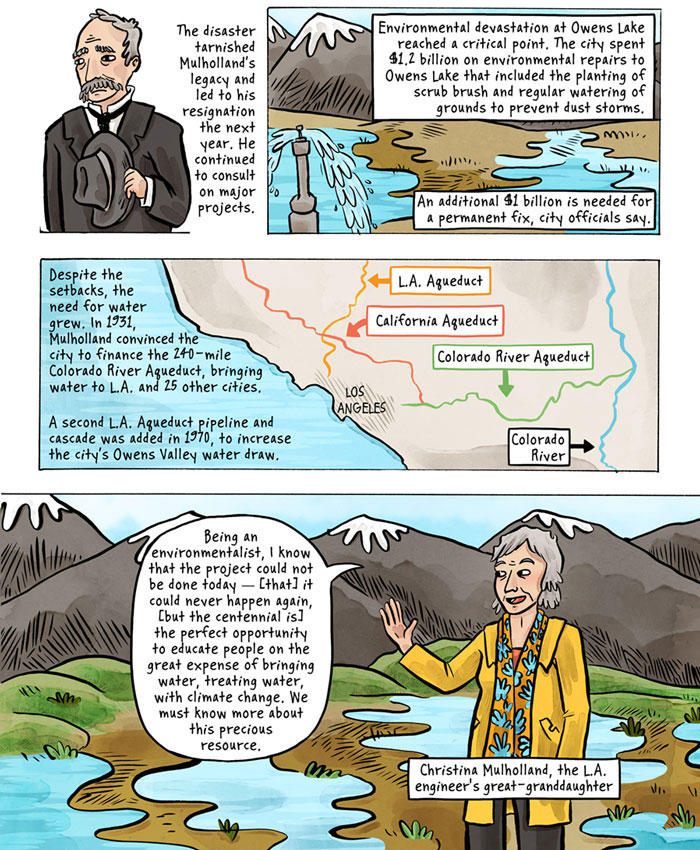 The disaster
tarnished
Mulholland's
legacy and
led to his
resignation
the next
year. He
continued
to consult
on major
projects.
Environmental devastation at Owens Lake
reached a critical point. The city spent
$1.2 billion on environmental repairs to
Owens Lake that included the planting of
scrub brush and regular watering of
grounds to prevent dust storms.
An additional $1 billion is needed for
a permanent fix, city officials say.
Despite the
setbacks, the
need for water
grew. In 1931,
Mulholland convinced the
city to finance the 240-mile
Colorado River Aqueduct, bringing
water to L.A. and 25 other cities.
A second L.A. Aqueduct pipeline and
cascade was added in 1970, to increase
the city's Owens Valley water draw.
L.A. Aqueduct
California Aqueduct
Colorado River Aqueduct
LOS
ANGELES
Colorado
River
Being an
environmentalist, I know
that the project could not
be done today — [that] it
could never happen again,
[but the centennial is]
the perfect opportunity
to educate people on the
great expense of bringing
water, treating water,
with climate change. We
must know more about
this precious
resource.
Christina Mulholland, the L.A.
engineer's great-granddaughter